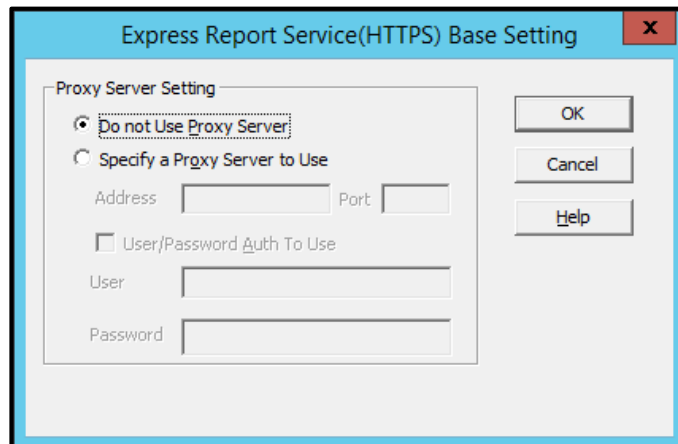 Express Report Service(HTTPS) Base Setting
x
Proxy Server Setting
Do not Use Proxy Server
Specify a Proxy Server to Use
Address Port
User/Password Auth To Use
User
Password
OK
Cancel
Help